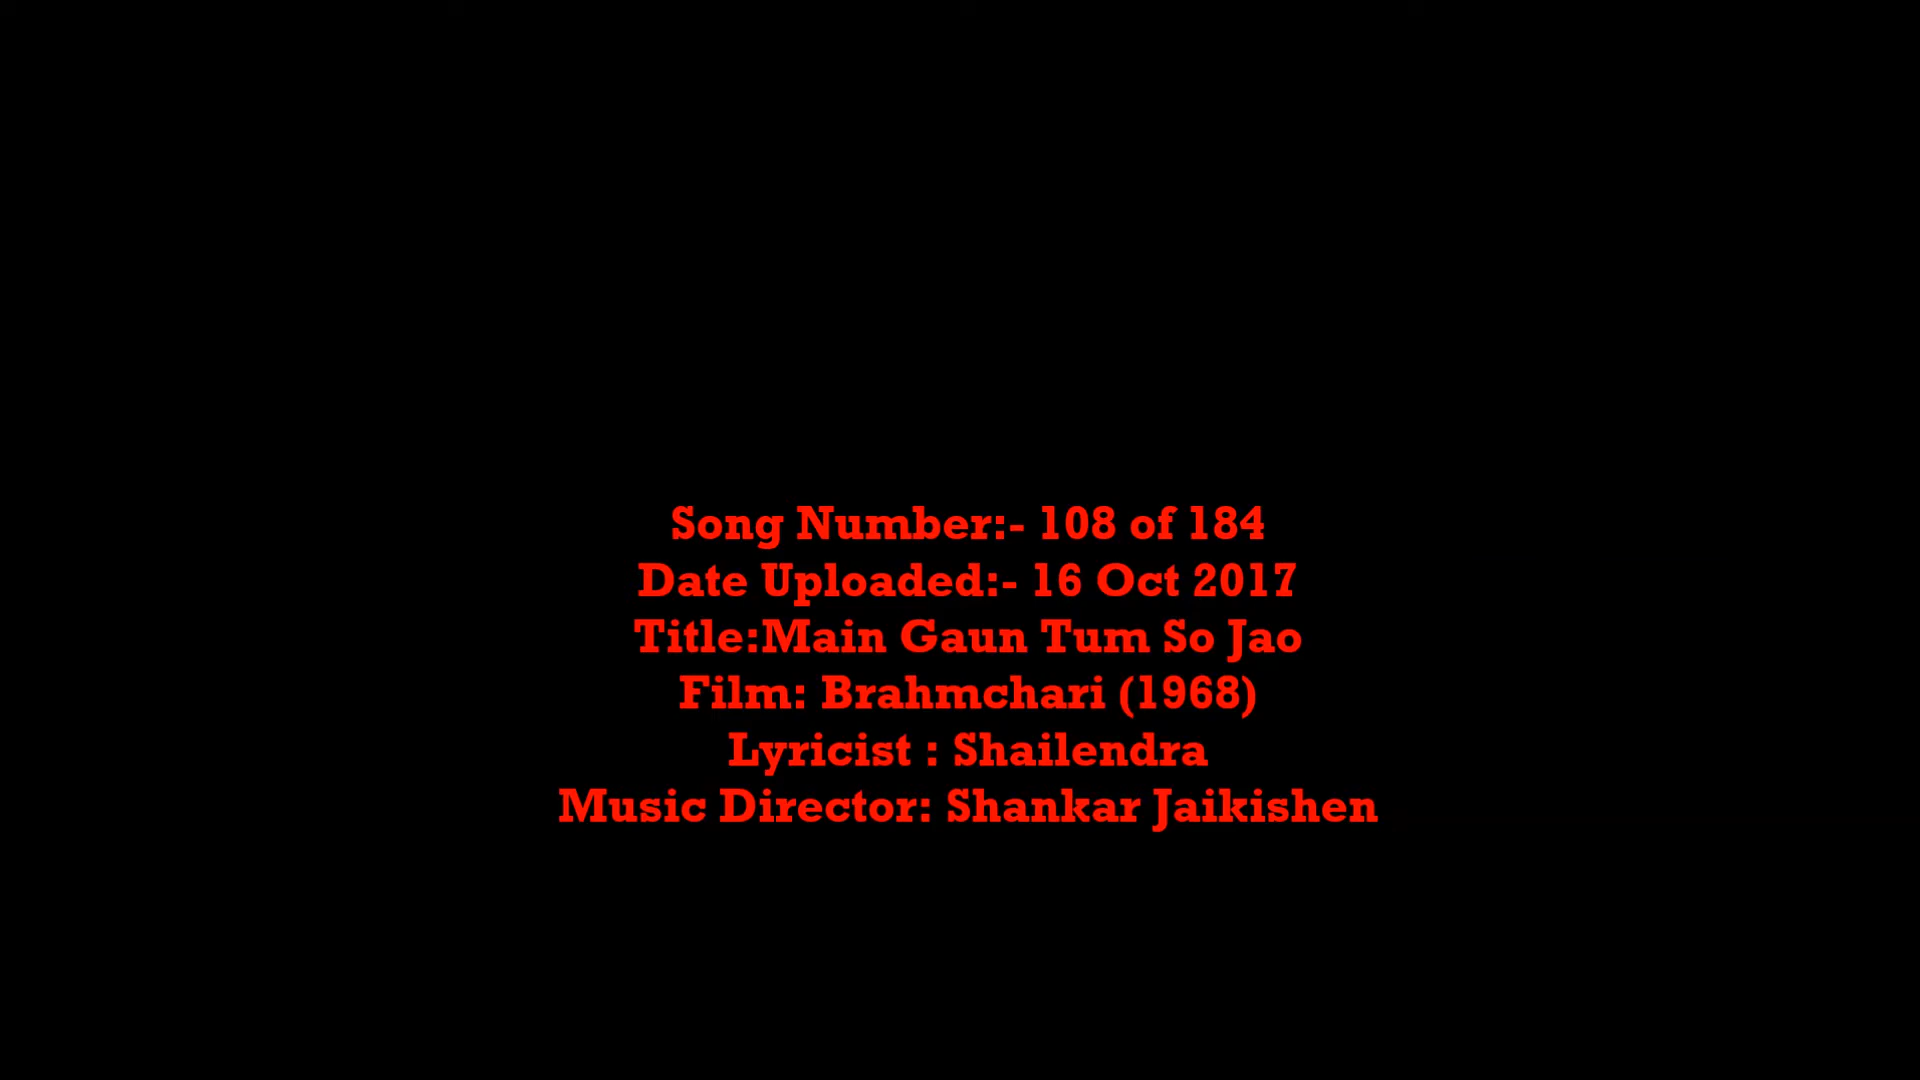 Song Number:- 108 of 184
Date Uploaded:- 16 Oct 2017
Title:Main Gaun Tum So Jao
Film: Brahmchari (1968)
Lyricist : Shailendra
Music Director: Shankar Jaikishen